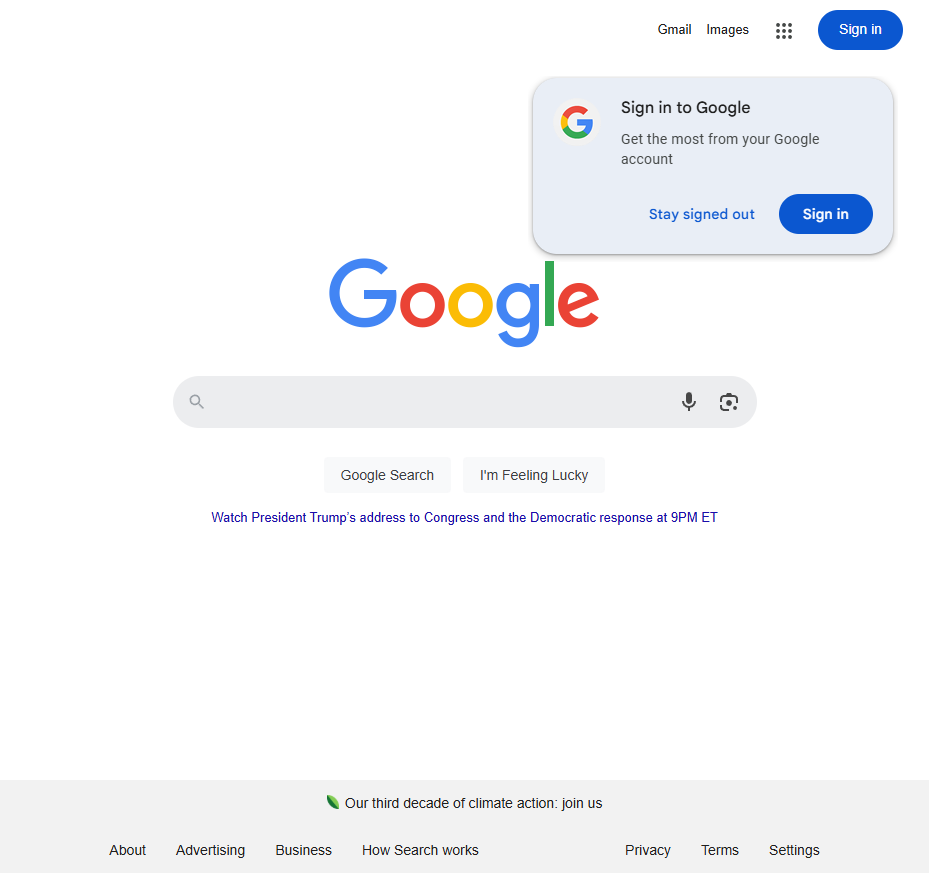 Gmail Images Sign in
Sign in to Google
Get the most from your Google
account
Stay signed out Sign in
Google
Google Search I'm Feeling Lucky
Watch President Trump's address to Congress and the Democratic response at 9PM ET
Our third decade of climate action: join us
About Advertising Business How Search works Privacy Terms Settings